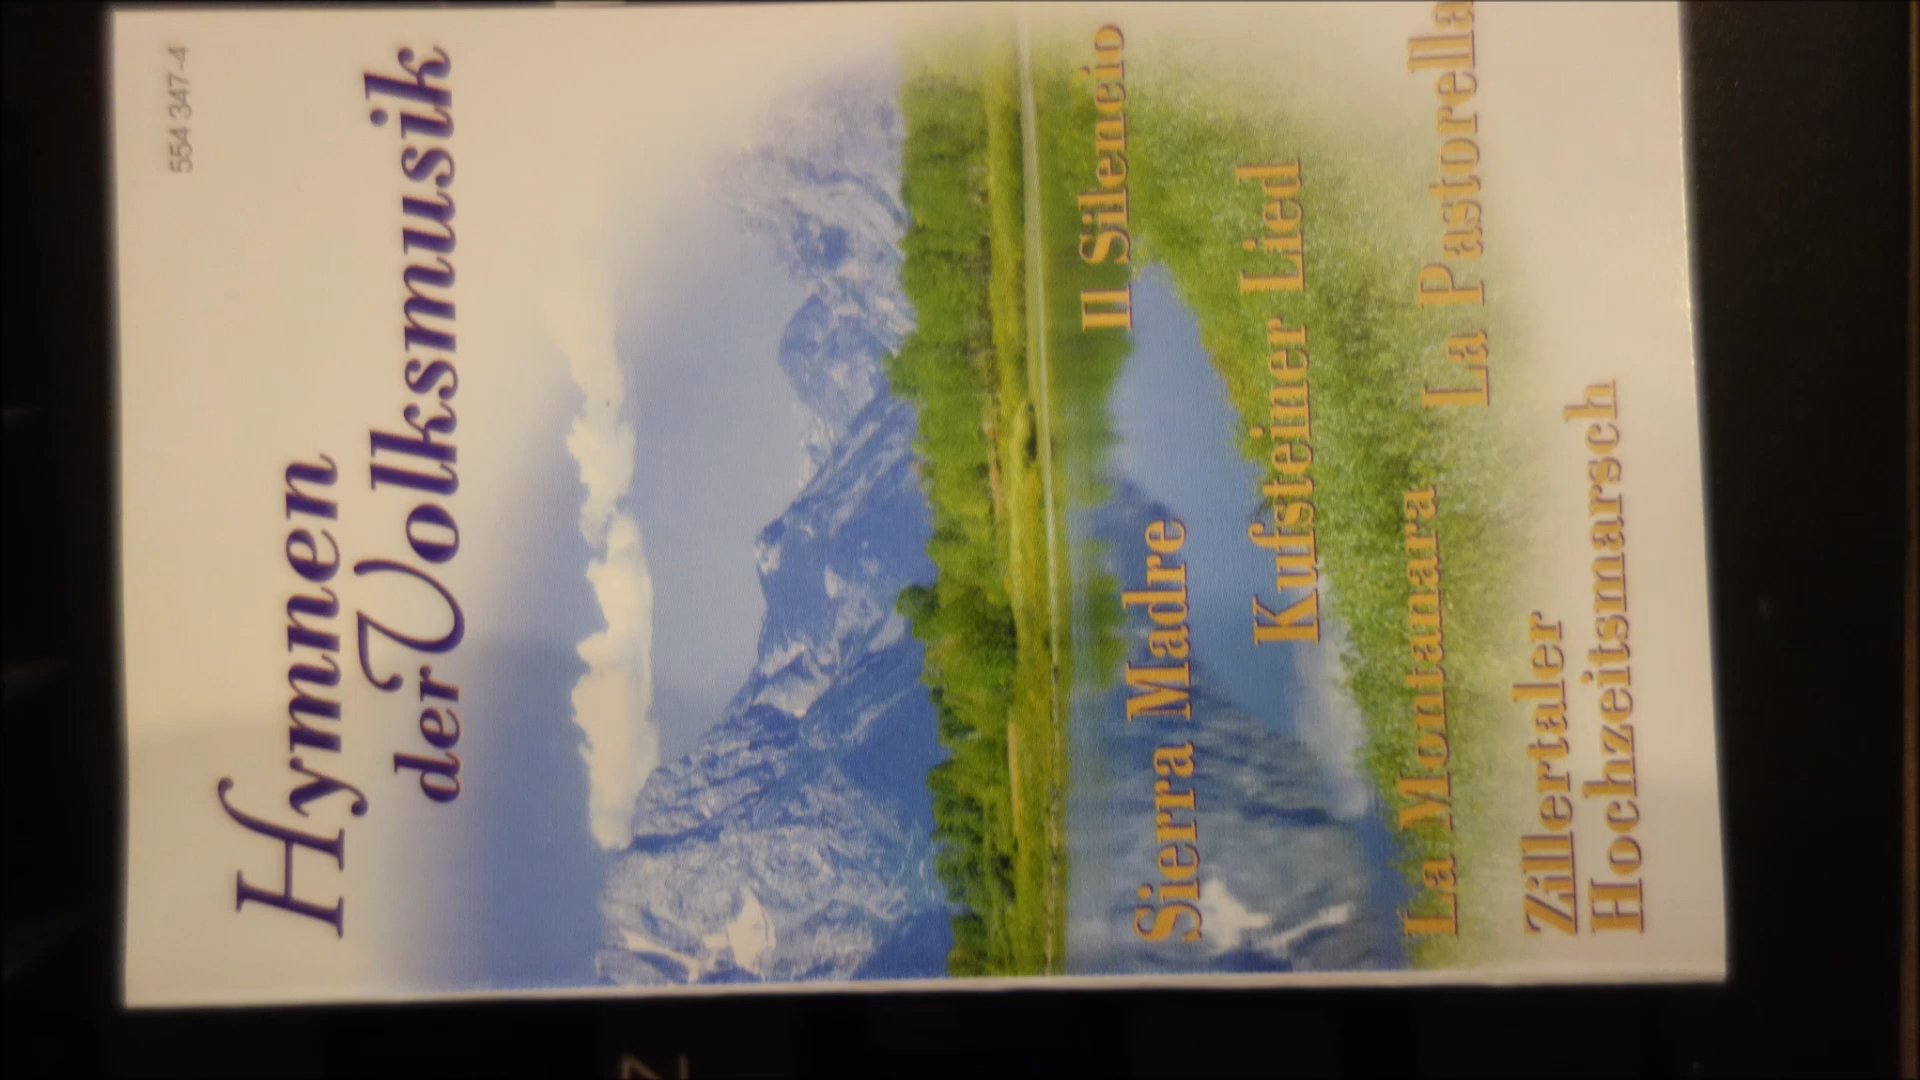 554 347-4
Hymnen
der Volksmusik
Il Silencio
Sierra Madre
Kufsteiner Lied
La Montanara
La Pastorella
Zillertaler
Hochzeitsmarsch
Z